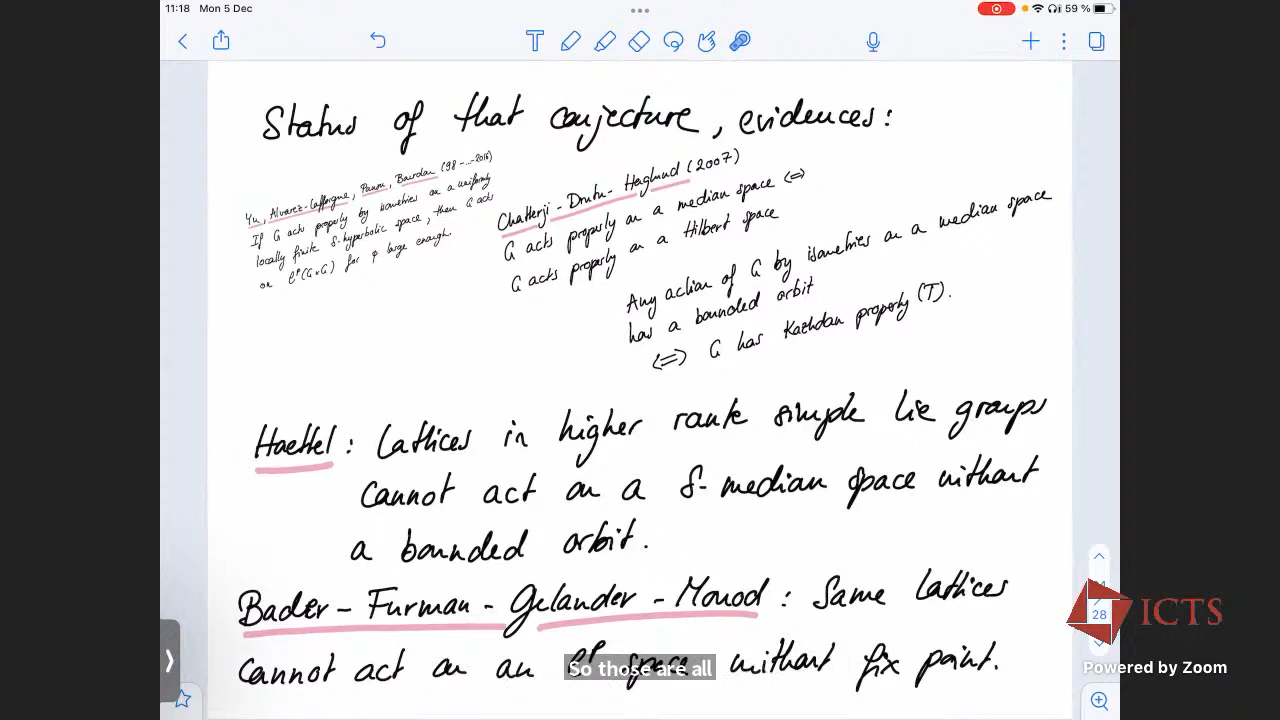 11:18 Mon 5 Dec
59 %
Status of that conjecture, evidences:
Yu, Alvarez-Lafforgue, Pansu, Bourdon (98-...-2016)
If G acts properly by isometries on a uniformly
locally finite δ-hyperbolic space, then G acts
on ℓᵖ(G×G) for p large enough.
Chatterji - Drutu - Haglund (2007)
G acts properly on a median space ⇔
G acts properly on a Hilbert space
Any action of G by isometries on a median space
has a bounded orbit
⇔ G has Kazhdan property (T).
Haettel: Lattices in higher rank simple Lie groups
cannot act on a δ-median space without
a bounded orbit.
Bader - Furman - Gelander - Monod: Same lattices
cannot act on an ℓᵖ space without fix point.
So those are all
28
ICTS
Powered by Zoom